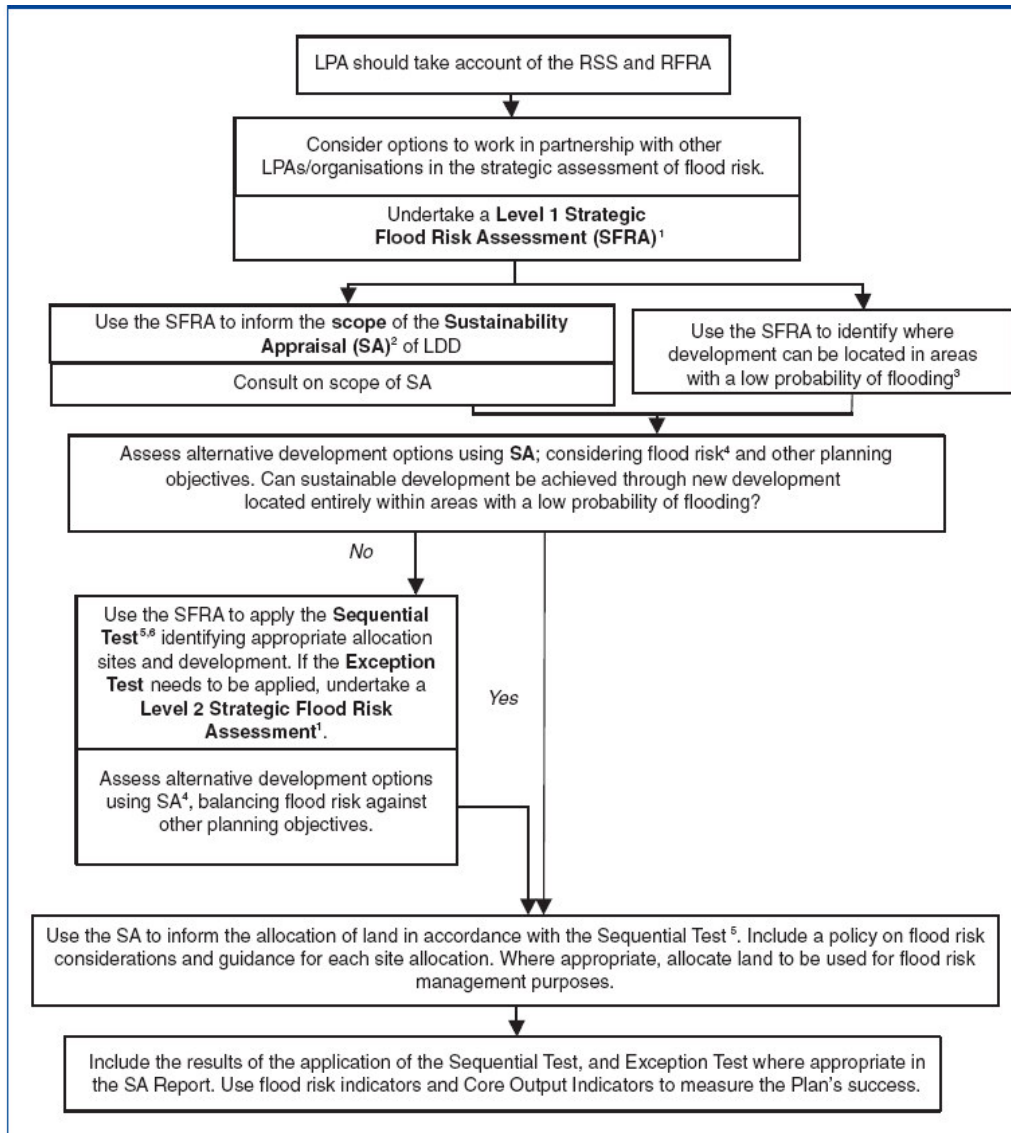 LPA should take account of the RSS and RFRA
Consider options to work in partnership with other
LPAs/organisations in the strategic assessment of flood risk.
Undertake a Level 1 Strategic
Flood Risk Assessment (SFRA)¹
Use the SFRA to inform the scope of the Sustainability
Appraisal (SA)² of LDD
Consult on scope of SA
Use the SFRA to identify where
development can be located in areas
with a low probability of flooding³
Assess alternative development options using SA; considering flood risk⁴ and other planning
objectives. Can sustainable development be achieved through new development
located entirely within areas with a low probability of flooding?
No
Use the SFRA to apply the Sequential
Test⁵,⁶ identifying appropriate allocation
sites and development. If the Exception
Test needs to be applied, undertake a
Level 2 Strategic Flood Risk
Assessment¹.
Yes
Assess alternative development options
using SA⁴, balancing flood risk against
other planning objectives.
Use the SA to inform the allocation of land in accordance with the Sequential Test ⁵. Include a policy on flood risk
considerations and guidance for each site allocation. Where appropriate, allocate land to be used for flood risk
management purposes.
Include the results of the application of the Sequential Test, and Exception Test where appropriate in
the SA Report. Use flood risk indicators and Core Output Indicators to measure the Plan's success.